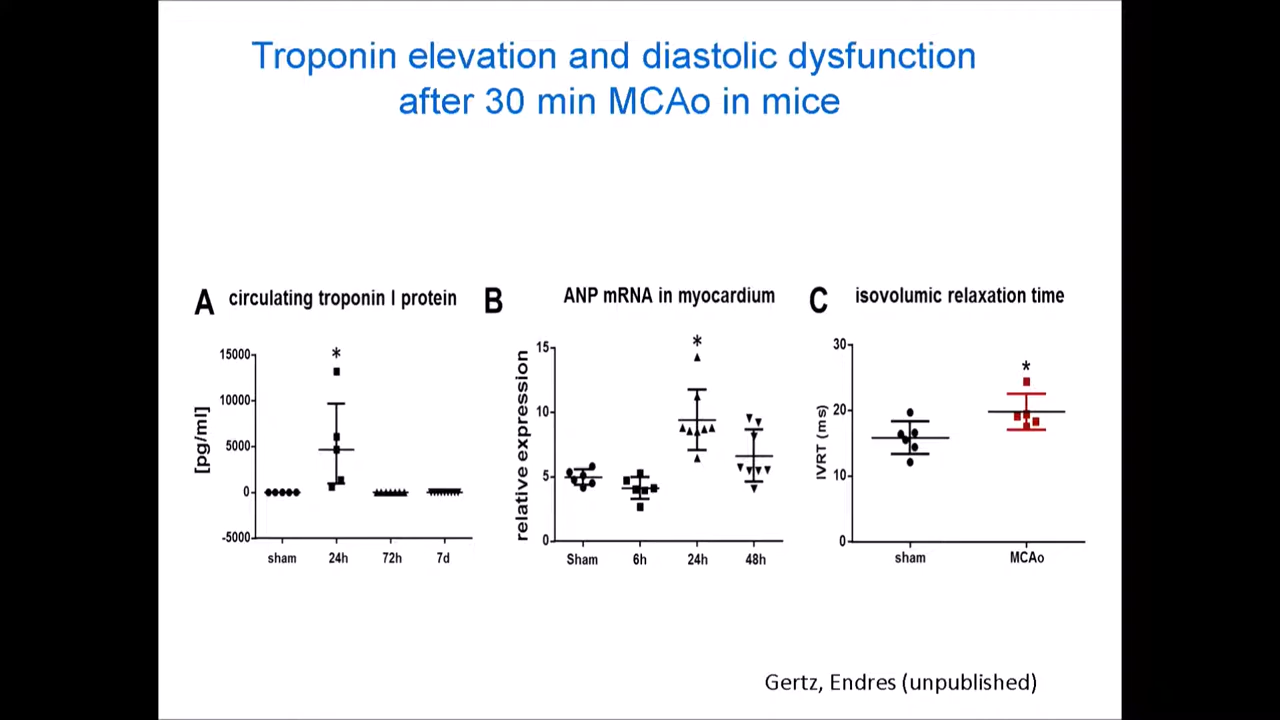 Troponin elevation and diastolic dysfunction
after 30 min MCAo in mice
A circulating troponin I protein
[pg/ml]
15000
10000
5000
0
-5000
*
sham 24h 72h 7d
B ANP mRNA in myocardium
relative expression
15
10
5
0
*
Sham 6h 24h 48h
C isovolumic relaxation time
IVRT (ms)
30
20
10
0
*
sham MCAo
Gertz, Endres (unpublished)